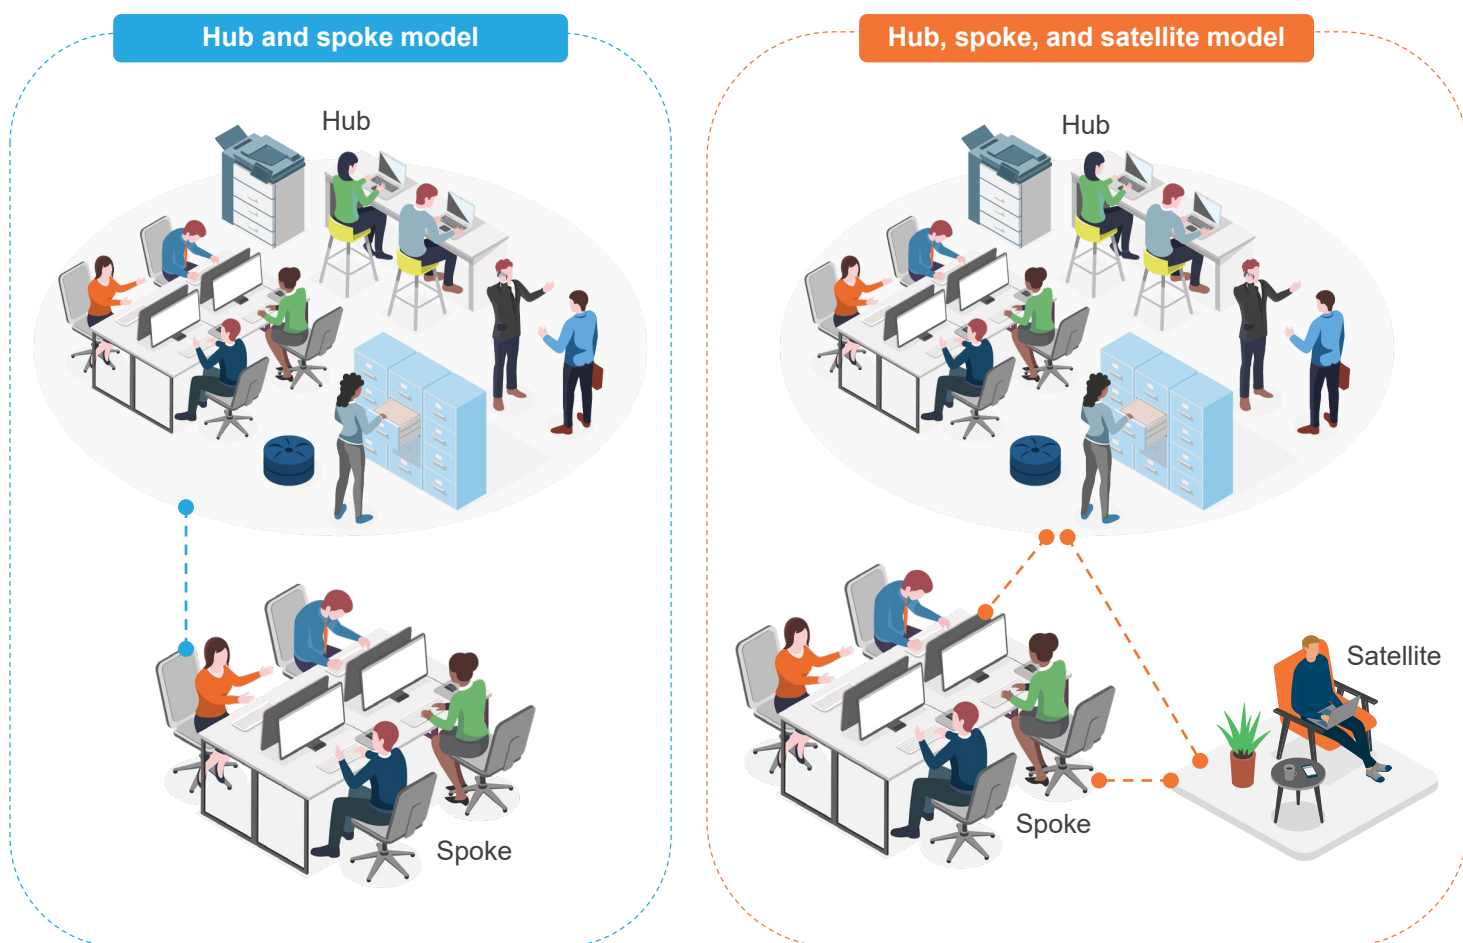 Hub and spoke model
Hub
Spoke
Hub, spoke, and satellite model
Hub
Satellite
Spoke